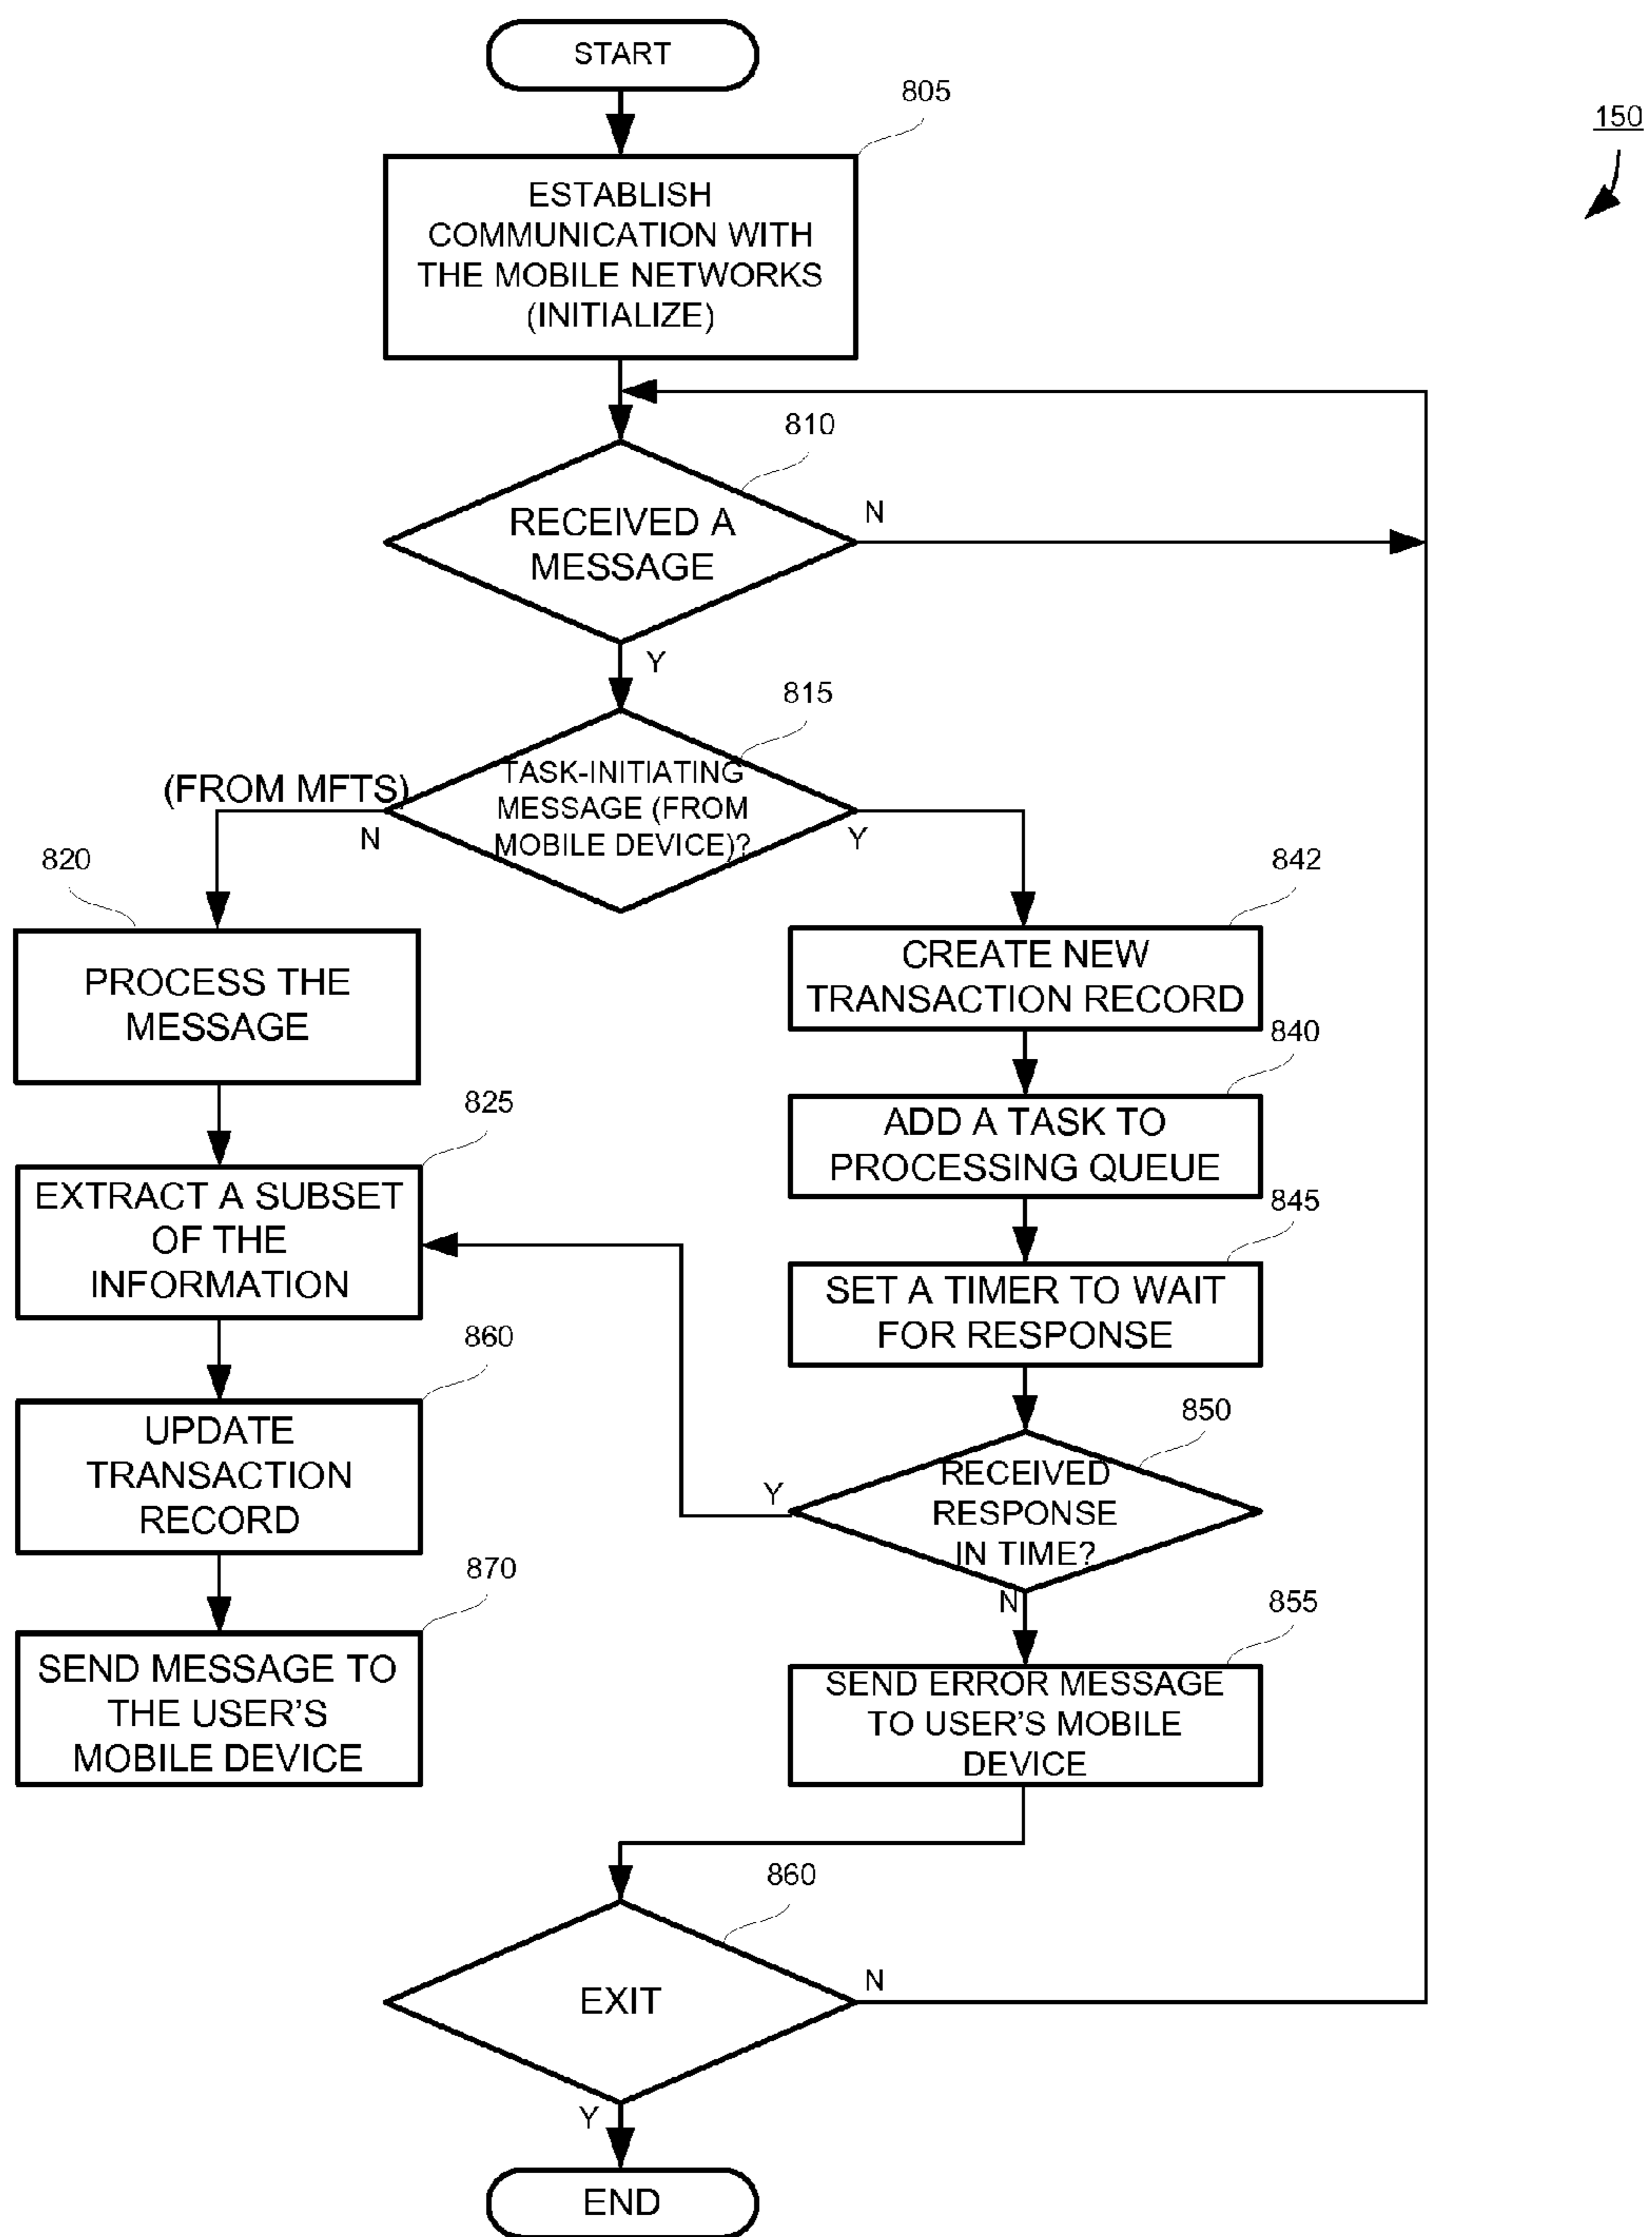 START
805
150
ESTABLISH
COMMUNICATION WITH
THE MOBILE NETWORKS
(INITIALIZE)
810
RECEIVED A
MESSAGE
N
Y
815
(FROM MFTS)
TASK-INITIATING
MESSAGE (FROM
MOBILE DEVICE)?
N
Y
820
842
PROCESS THE
MESSAGE
CREATE NEW
TRANSACTION RECORD
840
825
ADD A TASK TO
PROCESSING QUEUE
EXTRACT A SUBSET
OF THE
INFORMATION
845
SET A TIMER TO WAIT
FOR RESPONSE
860
850
UPDATE
TRANSACTION
RECORD
RECEIVED
RESPONSE
IN TIME?
Y
N
870
855
SEND MESSAGE TO
THE USER'S
MOBILE DEVICE
SEND ERROR MESSAGE
TO USER'S MOBILE
DEVICE
860
EXIT
N
Y
END